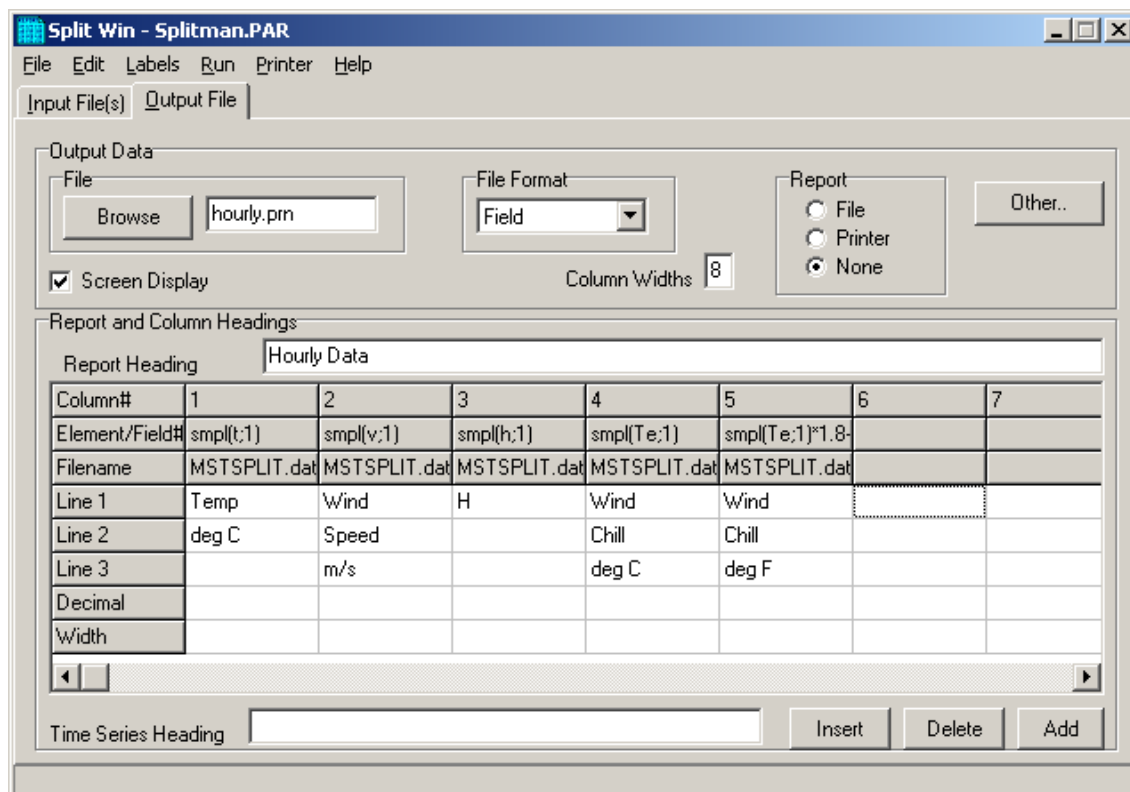 Split Win - Splitman.PAR
File Edit Labels Run Printer Help
Input File(s) Output File
Output Data
File File Format Report
Browse hourly.prn Field File Other..
Printer
Screen Display Column Widths 8 None
Report and Column Headings
Report Heading Hourly Data
Column# 1 2 3 4 5 6 7
Element/Field# smpl(t;1) smpl(v;1) smpl(h;1) smpl(Te;1) smpl(Te;1)*1.8-
Filename MSTSPLIT.dat MSTSPLIT.dat MSTSPLIT.dat MSTSPLIT.dat MSTSPLIT.dat
Line 1 Temp Wind H Wind Wind
Line 2 deg C Speed Chill Chill
Line 3 m/s deg C deg F
Decimal
Width
Time Series Heading Insert Delete Add